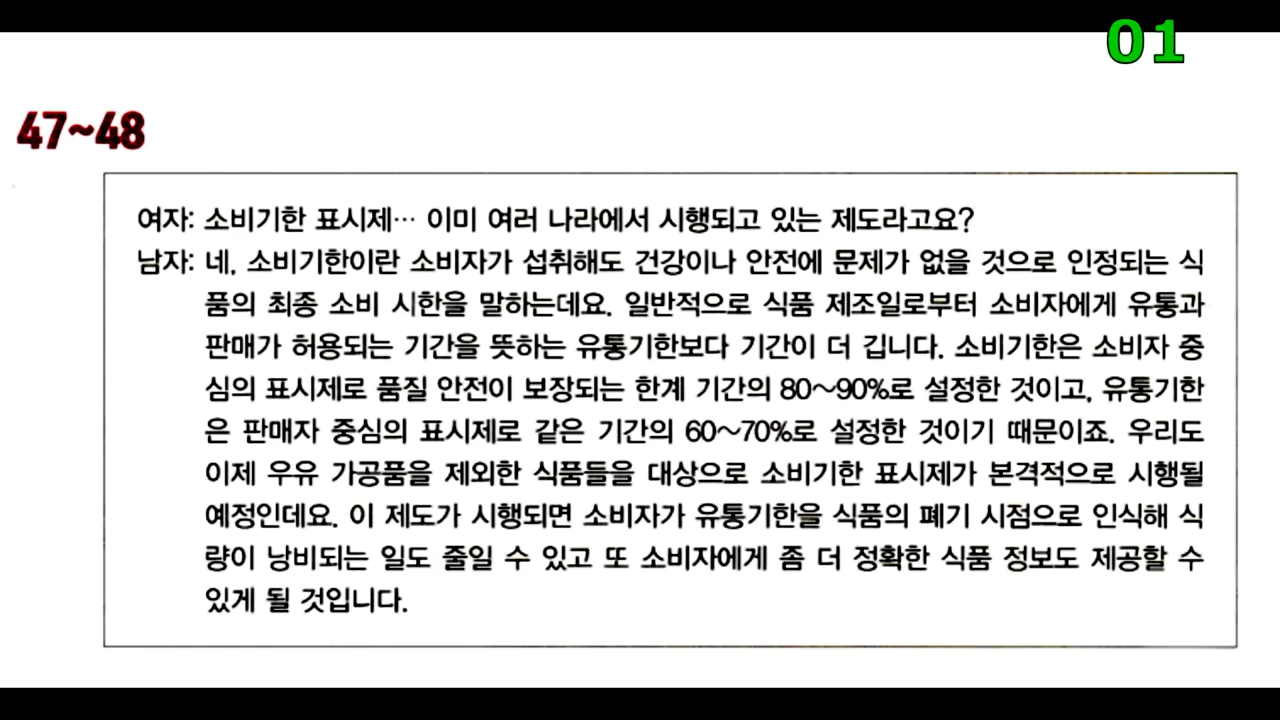 01
47~48
여자: 소비기한 표시제… 이미 여러 나라에서 시행되고 있는 제도라고요?
남자: 네, 소비기한이란 소비자가 섭취해도 건강이나 안전에 문제가 없을 것으로 인정되는 식
품의 최종 소비 시한을 말하는데요. 일반적으로 식품 제조일로부터 소비자에게 유통과
판매가 허용되는 기간을 뜻하는 유통기한보다 기간이 더 깁니다. 소비기한은 소비자 중
심의 표시제로 품질 안전이 보장되는 한계 기간의 80~90%로 설정한 것이고, 유통기한
은 판매자 중심의 표시제로 같은 기간의 60~70%로 설정한 것이기 때문이죠. 우리도
이제 우유 가공품을 제외한 식품들을 대상으로 소비기한 표시제가 본격적으로 시행될
예정인데요. 이 제도가 시행되면 소비자가 유통기한을 식품의 폐기 시점으로 인식해 식
량이 낭비되는 일도 줄일 수 있고 또 소비자에게 좀 더 정확한 식품 정보도 제공할 수
있게 될 것입니다.